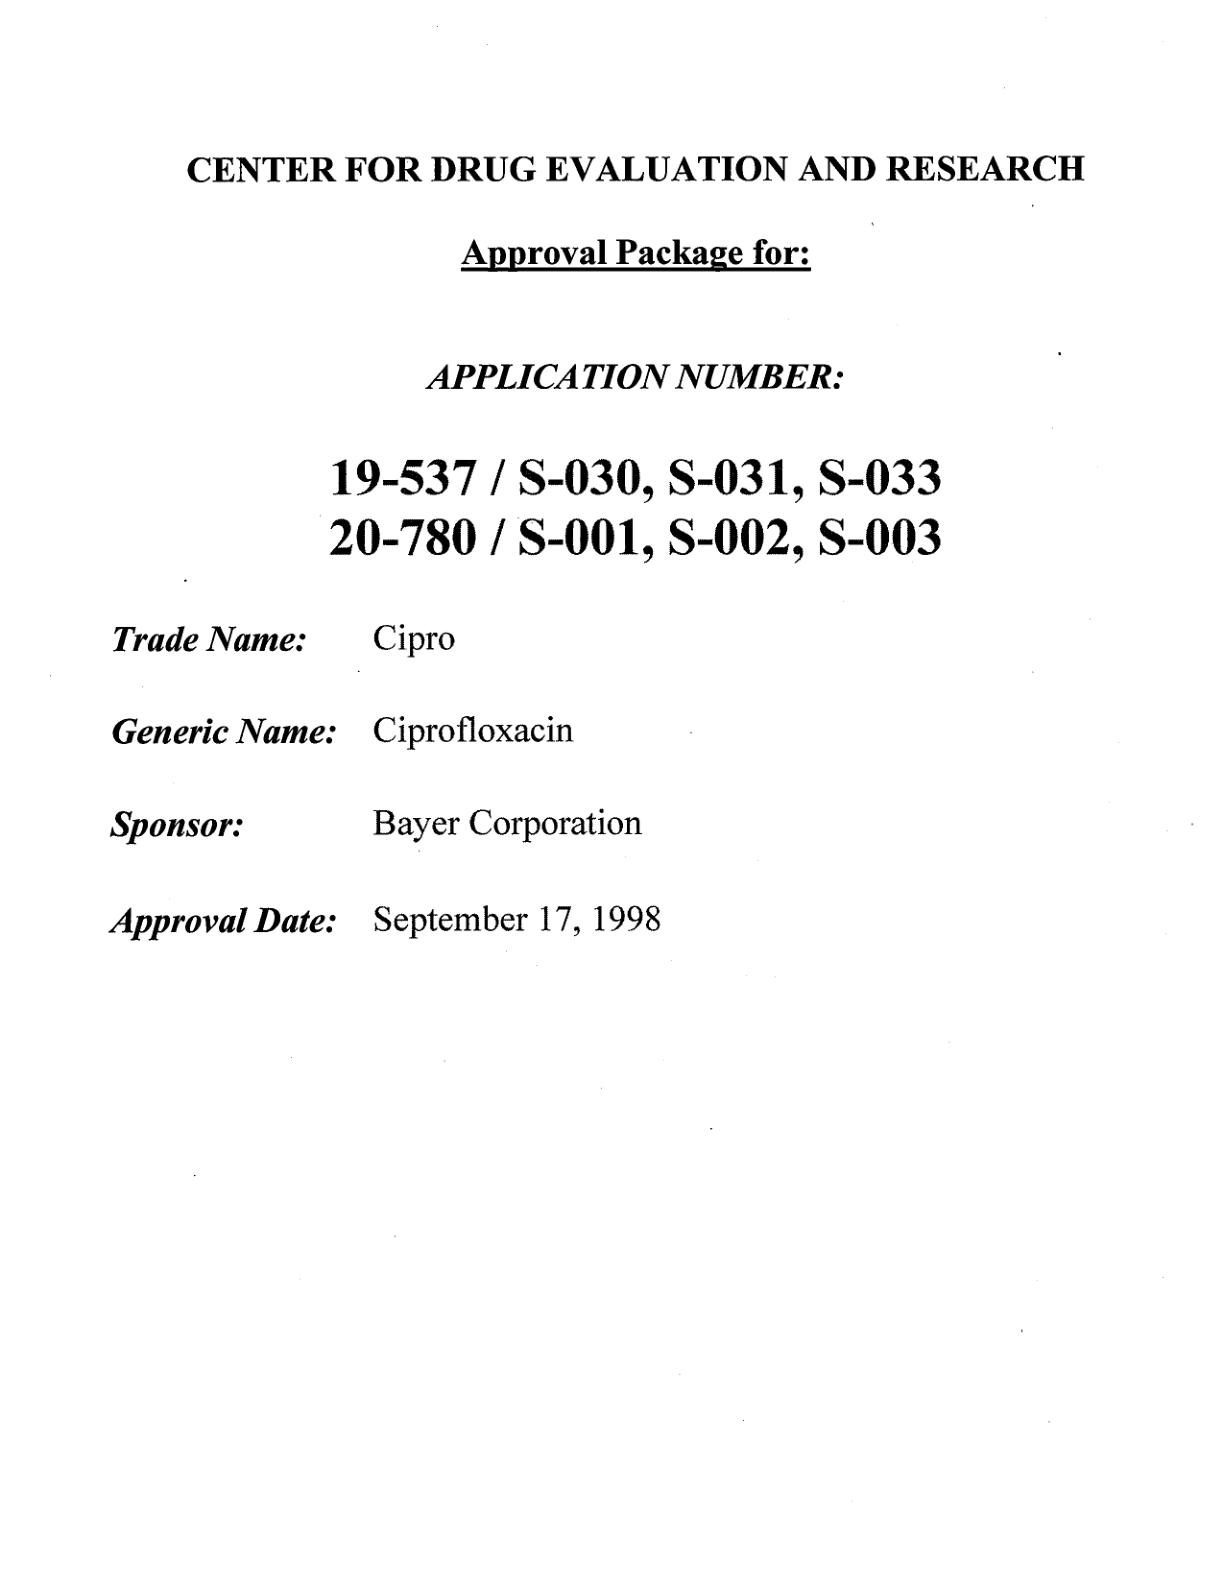 CENTER FOR DRUG EVALUATION AND RESEARCH
Approval Package for:
APPLICATION NUMBER:
19-537 / S-030, S-031, S-033
20-780 / S-001, S-002, S-003
Trade Name: Cipro
Generic Name: Ciprofloxacin
Sponsor: Bayer Corporation
Approval Date: September 17, 1998